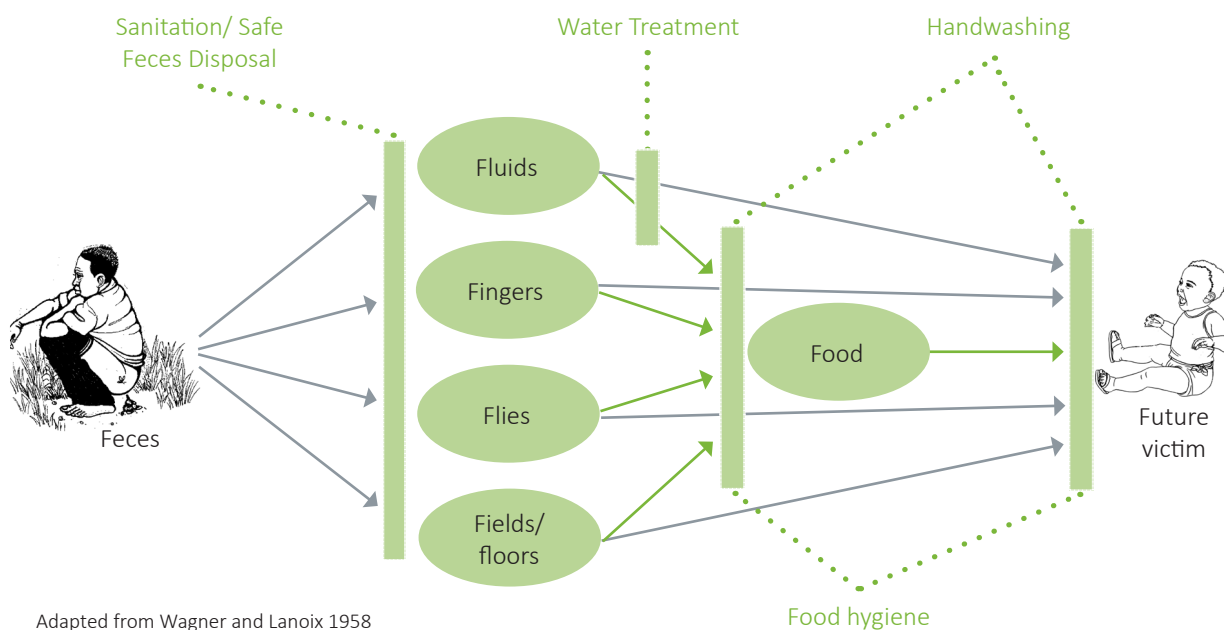 Sanitation/ Safe
Feces Disposal
Water Treatment
Handwashing
Fluids
Fingers
Food
Flies
Feces
Future
victim
Fields/
floors
Food hygiene
Adapted from Wagner and Lanoix 1958